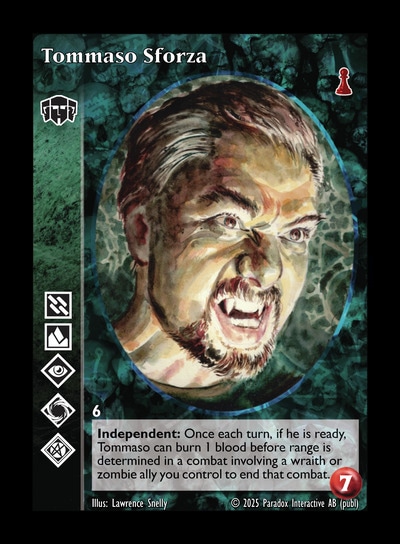 Tommaso Sforza
6
Independent: Once each turn, if he is ready,
Tommaso can burn 1 blood before range is
determined in a combat involving a wraith or
zombie ally you control to end that combat.
7
Illus: Lawrence Snelly © 2025 Paradox Interactive AB (publ)